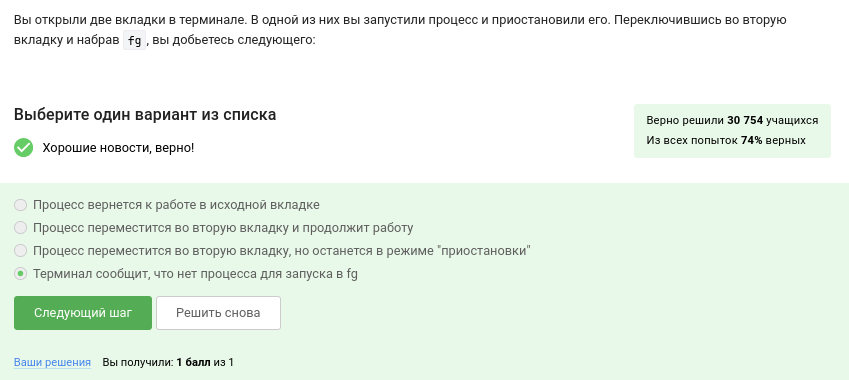 Вы открыли две вкладки в терминале. В одной из них вы запустили процесс и приостановили его. Переключившись во вторую
вкладку и набрав fg, вы добьетесь следующего:
Выберите один вариант из списка
Хорошие новости, верно!
Верно решили 30 754 учащихся
Из всех попыток 74% верных
Процесс вернется к работе в исходной вкладке
Процесс переместится во вторую вкладку и продолжит работу
Процесс переместится во вторую вкладку, но останется в режиме "приостановки"
Терминал сообщит, что нет процесса для запуска в fg
Следующий шаг
Решить снова
Ваши решения Вы получили: 1 балл из 1